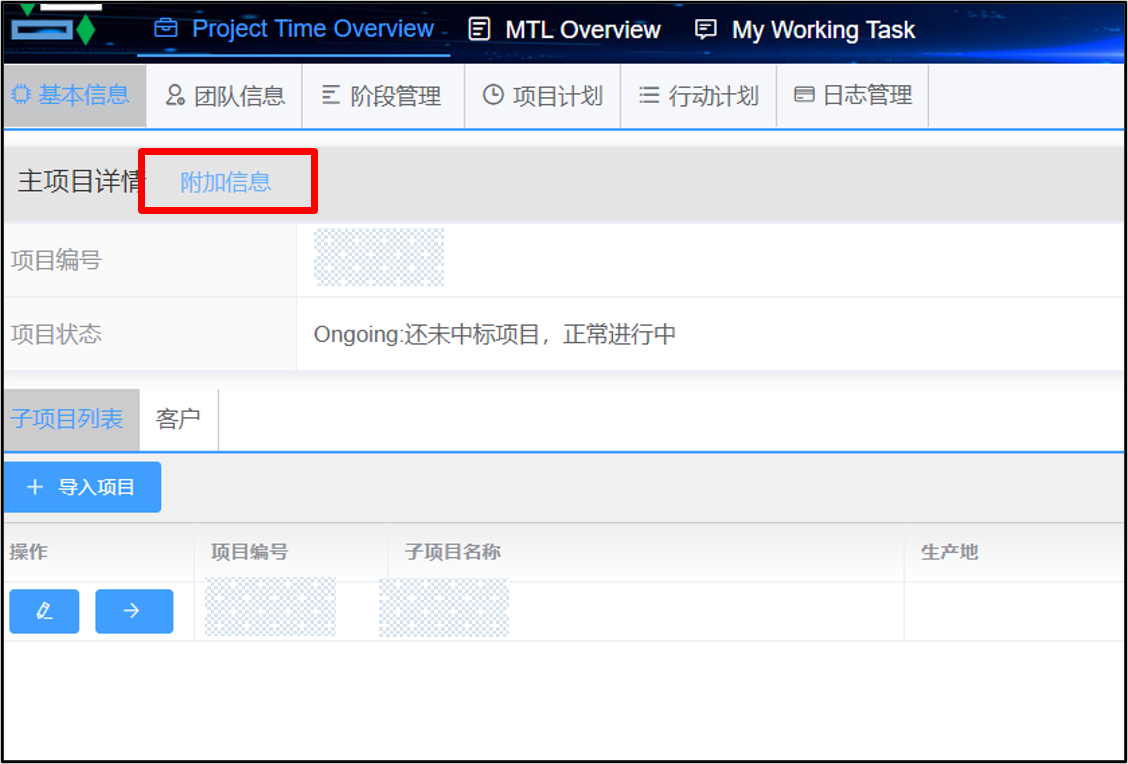 Project Time Overview MTL Overview My Working Task
基本信息 团队信息 阶段管理 项目计划 行动计划 日志管理
主项目详情 附加信息
项目编号
项目状态 Ongoing:还未中标项目，正常进行中
子项目列表 客户
+ 导入项目
操作 项目编号 子项目名称 生产地